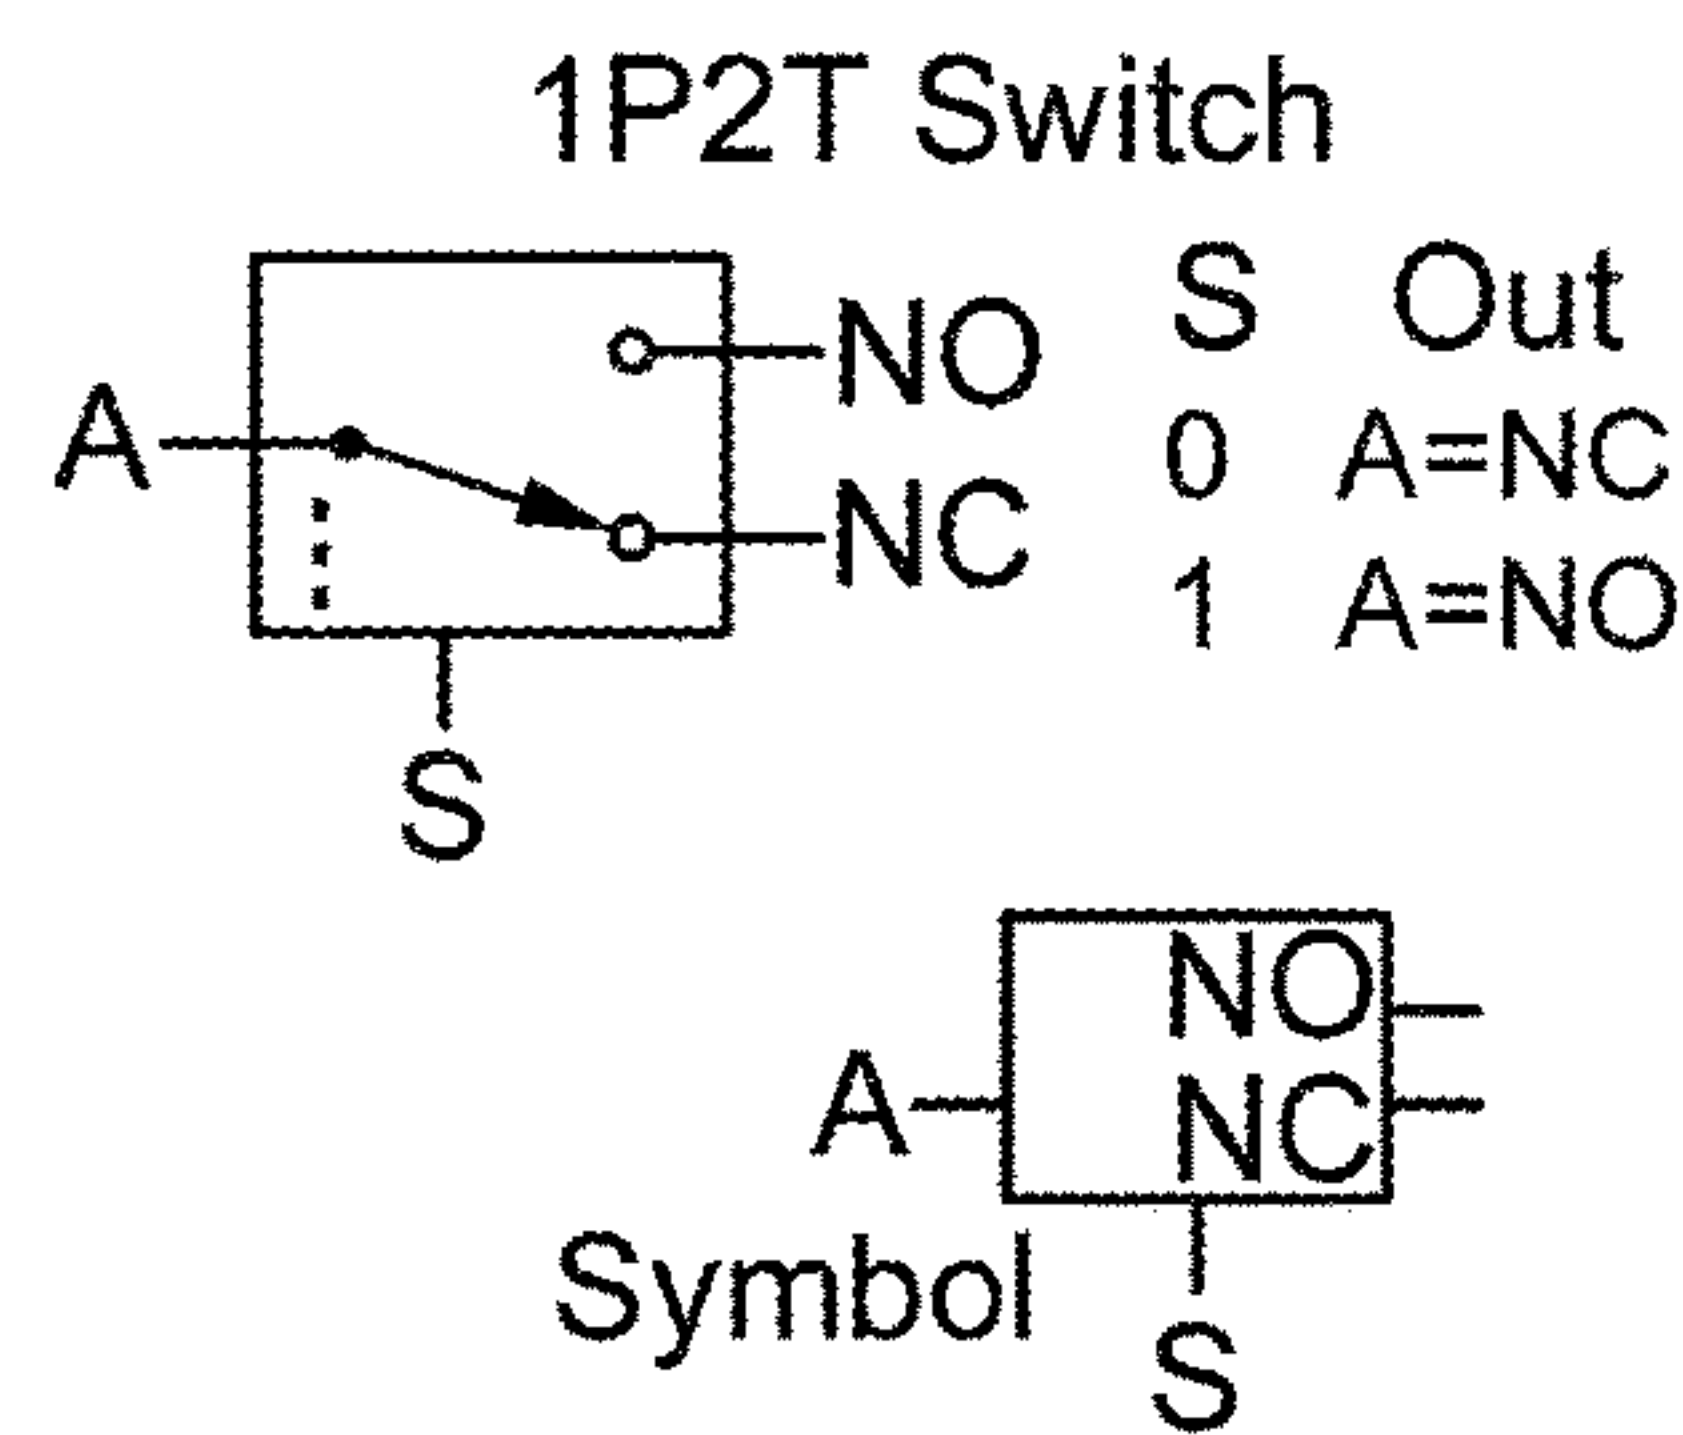 1P2T Switch
NO
A
NC
S
S Out
0 A=NC
1 A=NO
NO
A
NC
S
Symbol